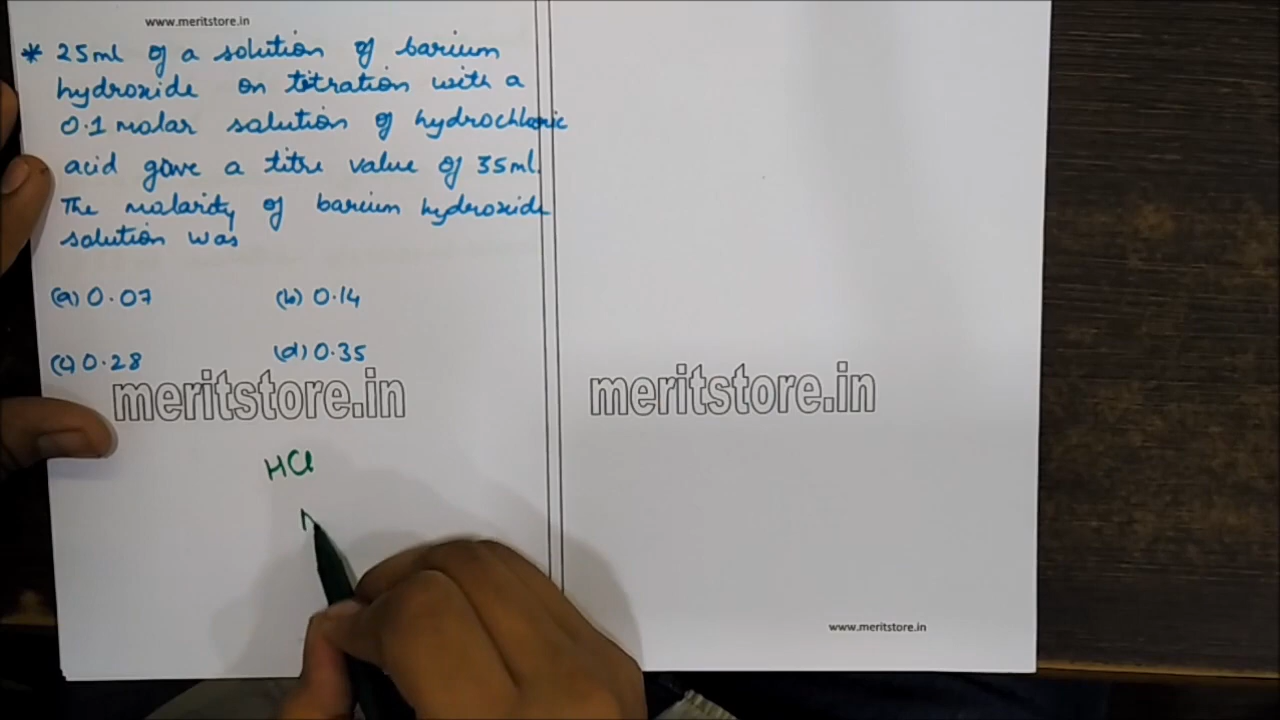 www.meritstore.in
* 25ml of a solution of barium
hydroxide on titration with a
0.1 molar solution of hydrochloric
acid gave a titre value of 35ml.
The molarity of barium hydroxide
solution was
(a) 0.07 (b) 0.14
(c) 0.28 (d) 0.35
meritstore.in meritstore.in
HCl
www.meritstore.in